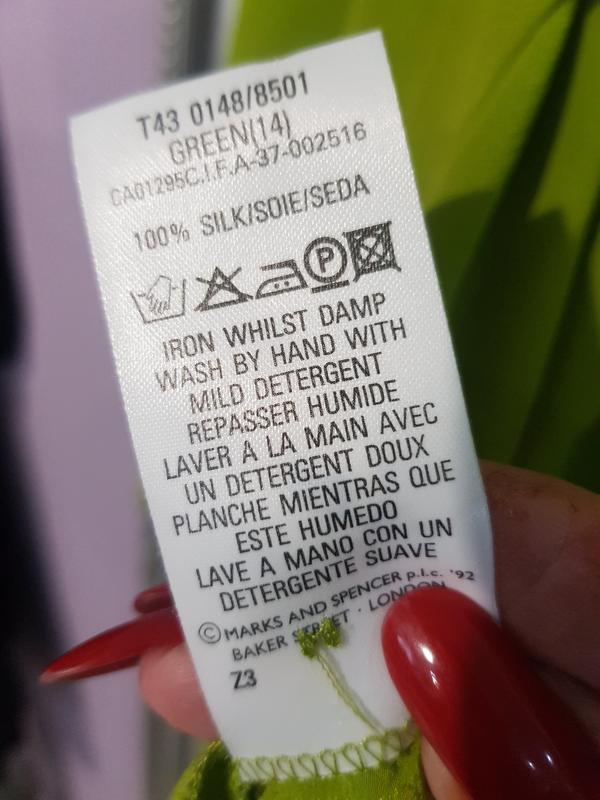 T43 0148/8501
GREEN(14)
CA01295C.I.F.A-37-002516
100% SILK/SOIE/SEDA
P
IRON WHILST DAMP
WASH BY HAND WITH
MILD DETERGENT
REPASSER HUMIDE
LAVER A LA MAIN AVEC
UN DETERGENT DOUX
PLANCHE MIENTRAS QUE
ESTE HUMEDO
LAVE A MANO CON UN
DETERGENTE SUAVE
© MARKS AND SPENCER p.l.c. '92
BAKER STREET · LONDON
Z3